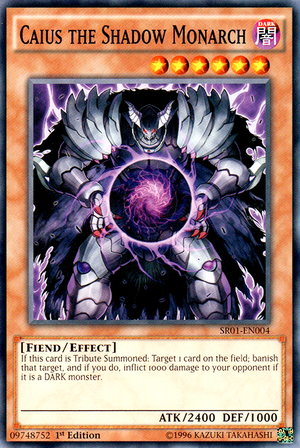 Caius the Shadow Monarch
DARK
闇
SR01-EN004
[Fiend/Effect]
If this card is Tribute Summoned: Target 1 card on the field; banish
that target, and if you do, inflict 1000 damage to your opponent if
it is a DARK monster.
ATK/2400 DEF/1000
09748752 1st Edition ©1996 KAZUKI TAKAHASHI